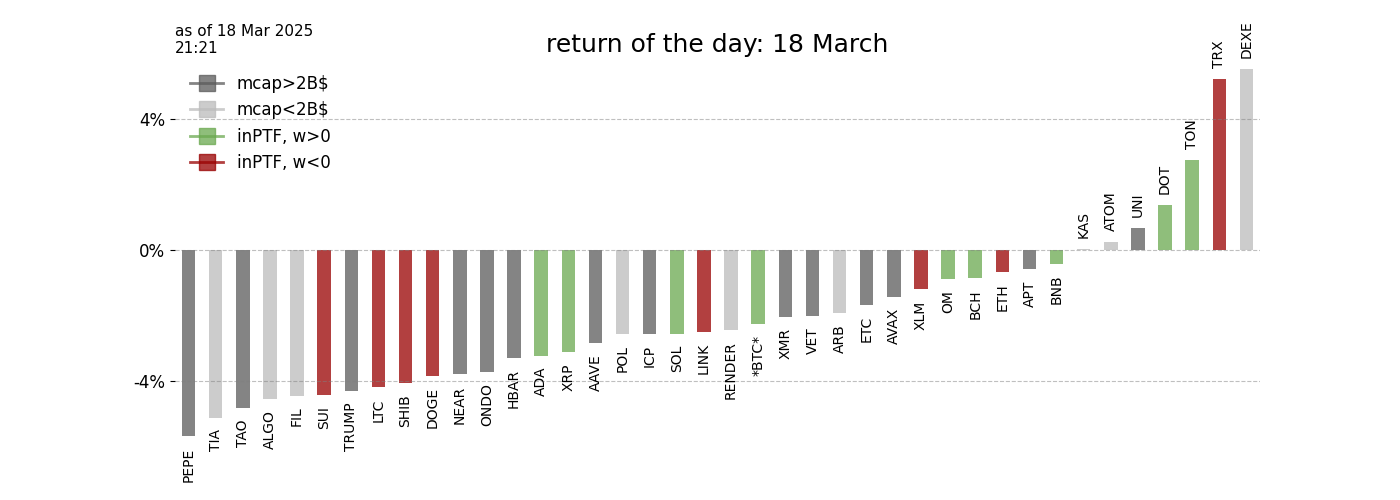 as of 18 Mar 2025
21:21
return of the day: 18 March
mcap>2B$
mcap<2B$
inPTF, w>0
inPTF, w<0
4%
0%
-4%
PEPE
TIA
TAO
ALGO
FIL
SUI
TRUMP
LTC
SHIB
DOGE
NEAR
ONDO
HBAR
ADA
XRP
AAVE
POL
ICP
SOL
LINK
RENDER
*BTC*
XMR
VET
ARB
ETC
AVAX
XLM
OM
BCH
ETH
APT
BNB
KAS
ATOM
UNI
DOT
TON
TRX
DEXE